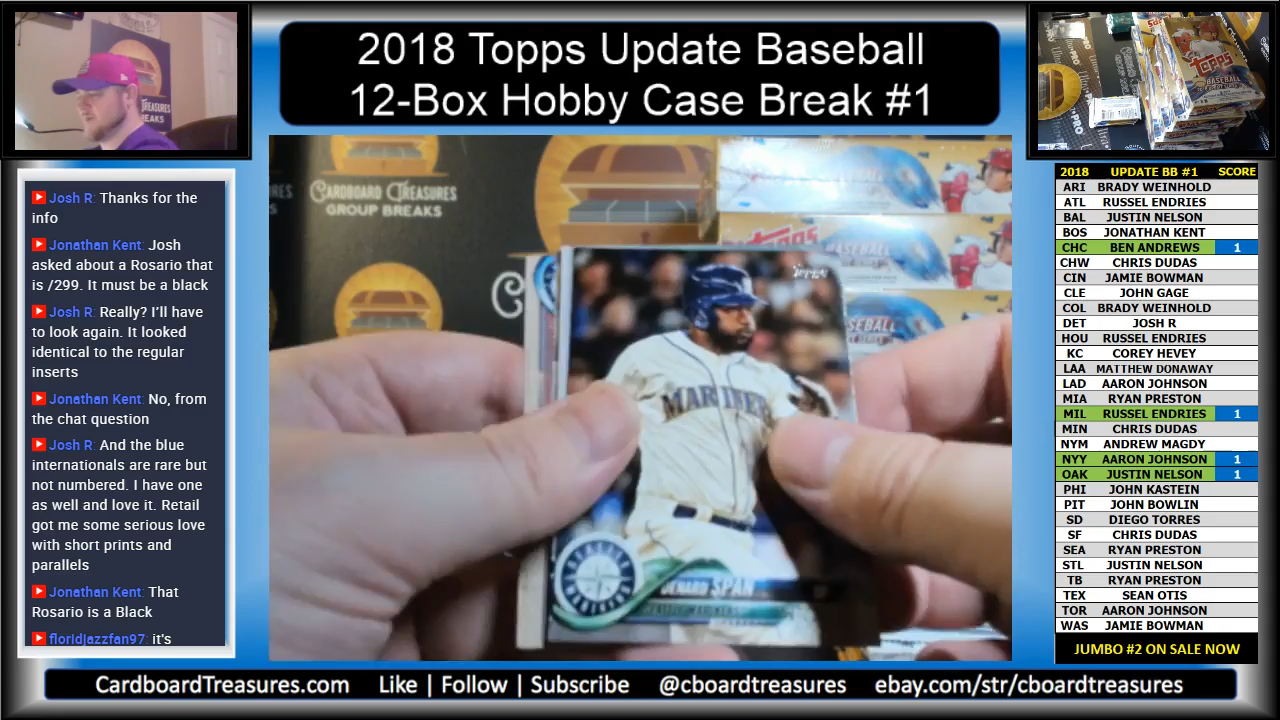 2018 Topps Update Baseball
12-Box Hobby Case Break #1
Josh R: Thanks for the
info
Jonathan Kent: Josh
asked about a Rosario that
is /299. It must be a black
Josh R: Really? I'll have
to look again. It looked
identical to the regular
inserts
Jonathan Kent: No, from
the chat question
Josh R: And the blue
internationals are rare but
not numbered. I have one
as well and love it. Retail
got me some serious love
with short prints and
parallels
Jonathan Kent: That
Rosario is a Black
floridjazzfan97: it's
CARDBOARD TREASURES
GROUP BREAKS
MARINERS
DENARD SPAN
Topps
BASEBALL
2018 UPDATE BB #1 SCORE
ARI BRADY WEINHOLD
ATL RUSSEL ENDRIES
BAL JUSTIN NELSON
BOS JONATHAN KENT
CHC BEN ANDREWS 1
CHW CHRIS DUDAS
CIN JAMIE BOWMAN
CLE JOHN GAGE
COL BRADY WEINHOLD
DET JOSH R
HOU RUSSEL ENDRIES
KC COREY HEVEY
LAA MATTHEW DONAWAY
LAD AARON JOHNSON
MIA RYAN PRESTON
MIL RUSSEL ENDRIES 1
MIN CHRIS DUDAS
NYM ANDREW MAGDY
NYY AARON JOHNSON 1
OAK JUSTIN NELSON 1
PHI JOHN KASTEIN
PIT JOHN BOWLIN
SD DIEGO TORRES
SF CHRIS DUDAS
SEA RYAN PRESTON
STL JUSTIN NELSON
TB RYAN PRESTON
TEX SEAN OTIS
TOR AARON JOHNSON
WAS JAMIE BOWMAN
JUMBO #2 ON SALE NOW
CardboardTreasures.com Like | Follow | Subscribe @cboardtreasures ebay.com/str/cboardtreasures